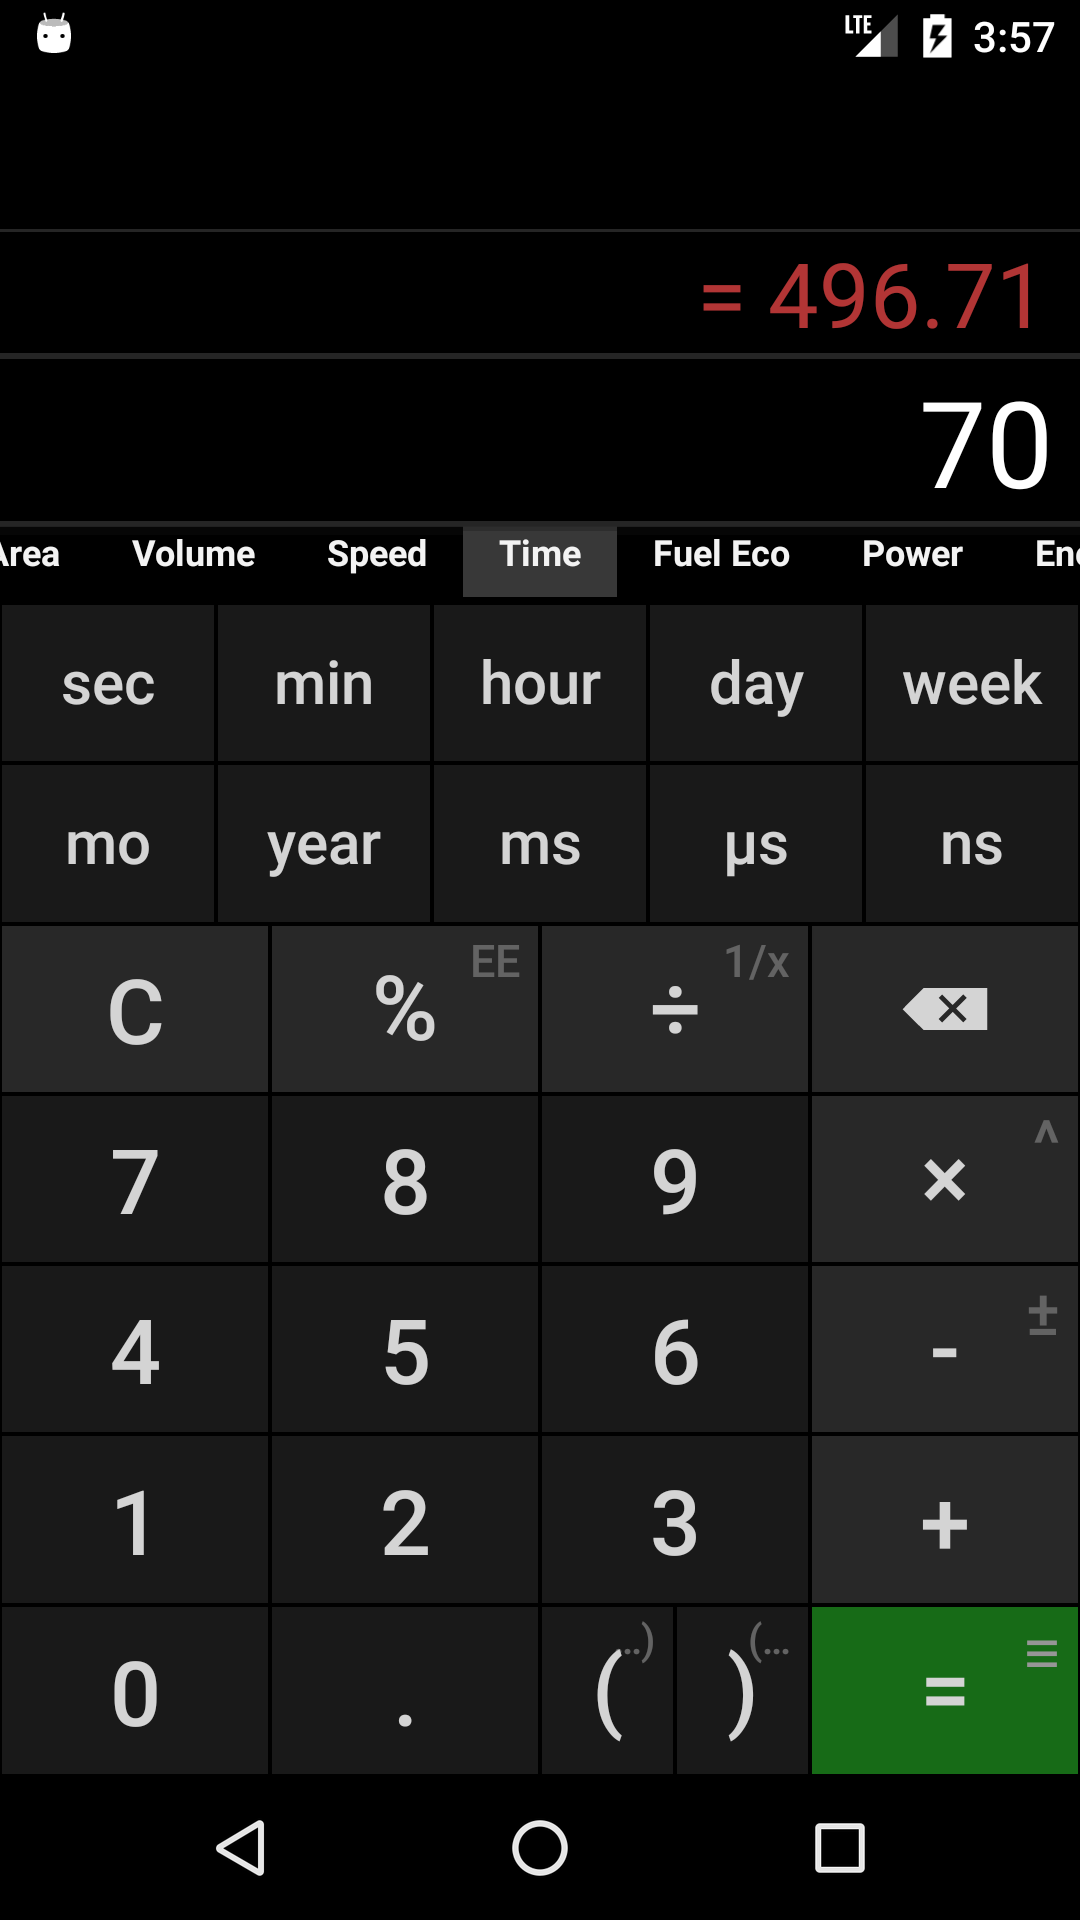 LTE 3:57
= 496.71
70
Area Volume Speed Time Fuel Eco Power
sec min hour day week
mo year ms µs ns
C % EE ÷ 1/x
7 8 9 × ^
4 5 6 - ±
1 2 3 +
0 . ( ..) ) (... = ≡